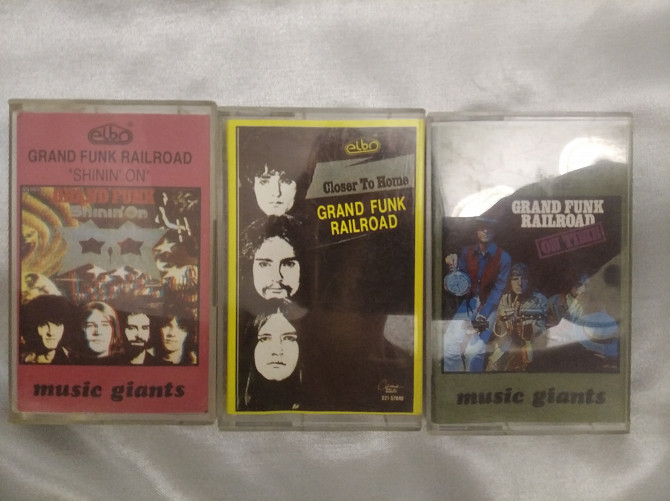 elbo
GRAND FUNK RAILROAD
"SHININ' ON"
GRAND FUNK
Shinin'On
music giants
elbo
Closer To Home
GRAND FUNK
RAILROAD
GRAND FUNK
RAILROAD
ON TIME
music giants